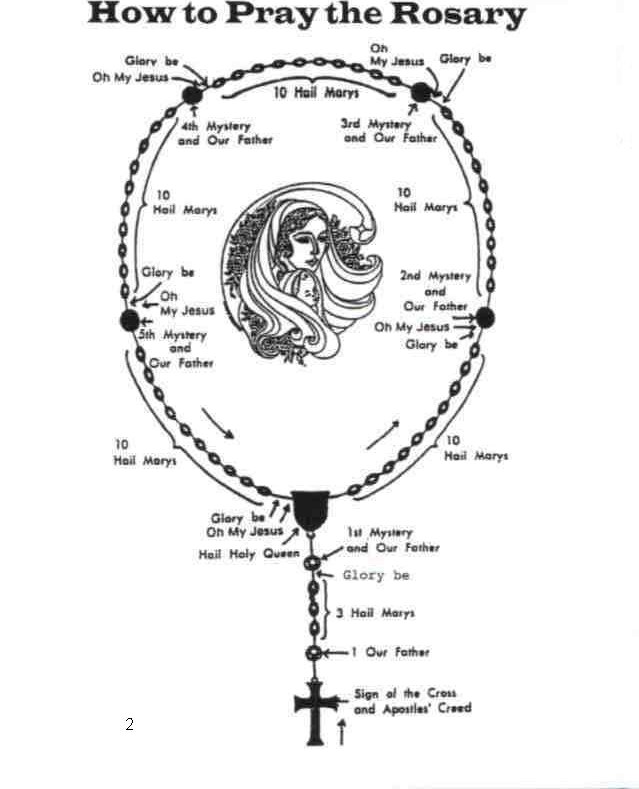 How to Pray the Rosary
Glory be
Oh My Jesus
10 Hail Marys
Oh
My Jesus
Glory be
4th Mystery
and Our Father
3rd Mystery
and Our Father
10
Hail Marys
10
Hail Marys
Glory be
Oh
My Jesus
5th Mystery
and
Our Father
2nd Mystery
and
Our Father
Oh My Jesus
Glory be
10
Hail Marys
10
Hail Marys
Glory be
Oh My Jesus
Hail Holy Queen
1st Mystery
and Our Father
Glory be
3 Hail Marys
1 Our Father
Sign of the Cross
and Apostles' Creed
2